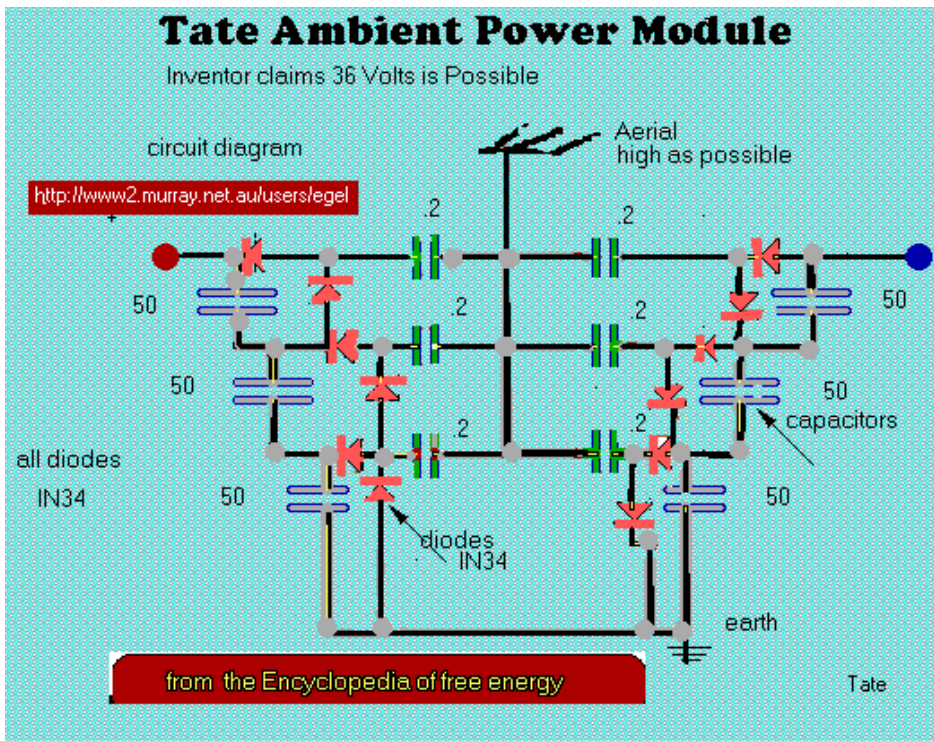 Tate Ambient Power Module
Inventor claims 36 Volts is Possible
Aerial
high as possible
circuit diagram
http://www2.murray.net.au/users/egel
+
.2
.2
50
.2
.2
50
50
.2
.2
50
capacitors
all diodes
IN34
50
diodes
IN34
50
earth
from the Encyclopedia of free energy
Tate